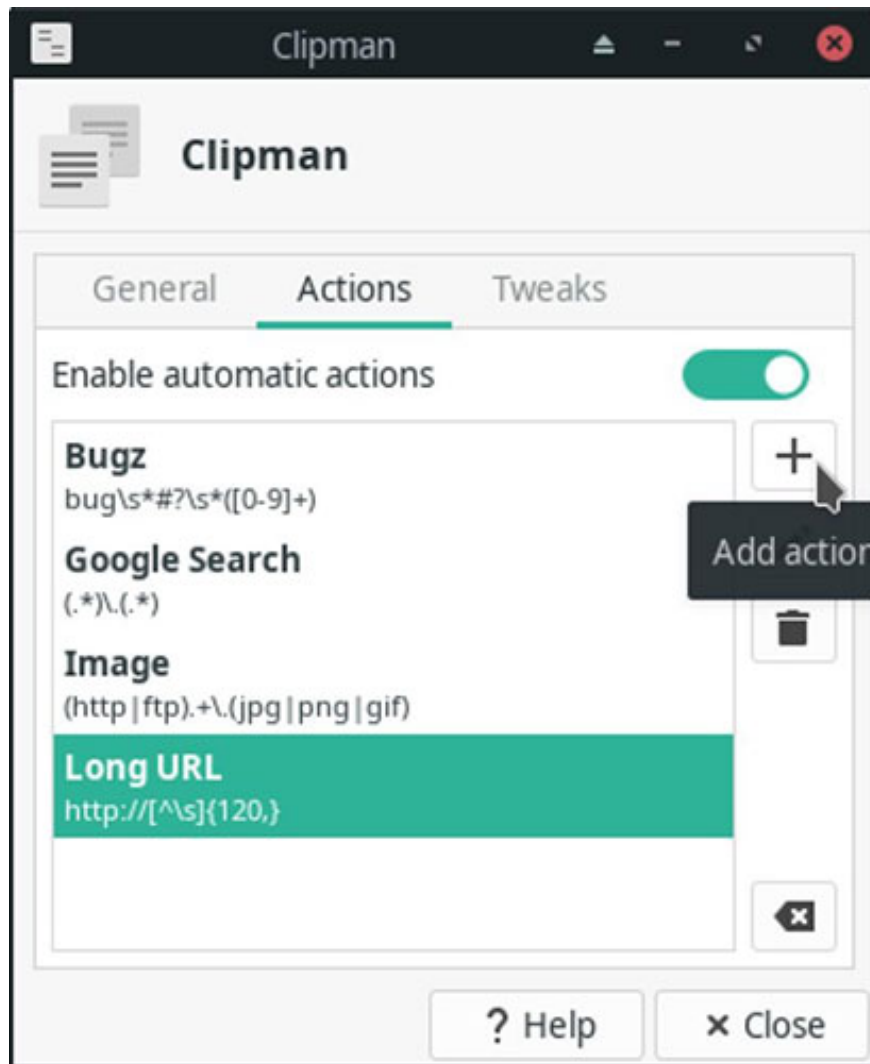 Clipman
Clipman
General Actions Tweaks
Enable automatic actions
Bugz
bug\s*#?\s*([0-9]+)
Add action
Google Search
(.*)\.(.*)
Image
(http|ftp).+\.(jpg|png|gif)
Long URL
http://[^\s]{120,}
? Help
× Close